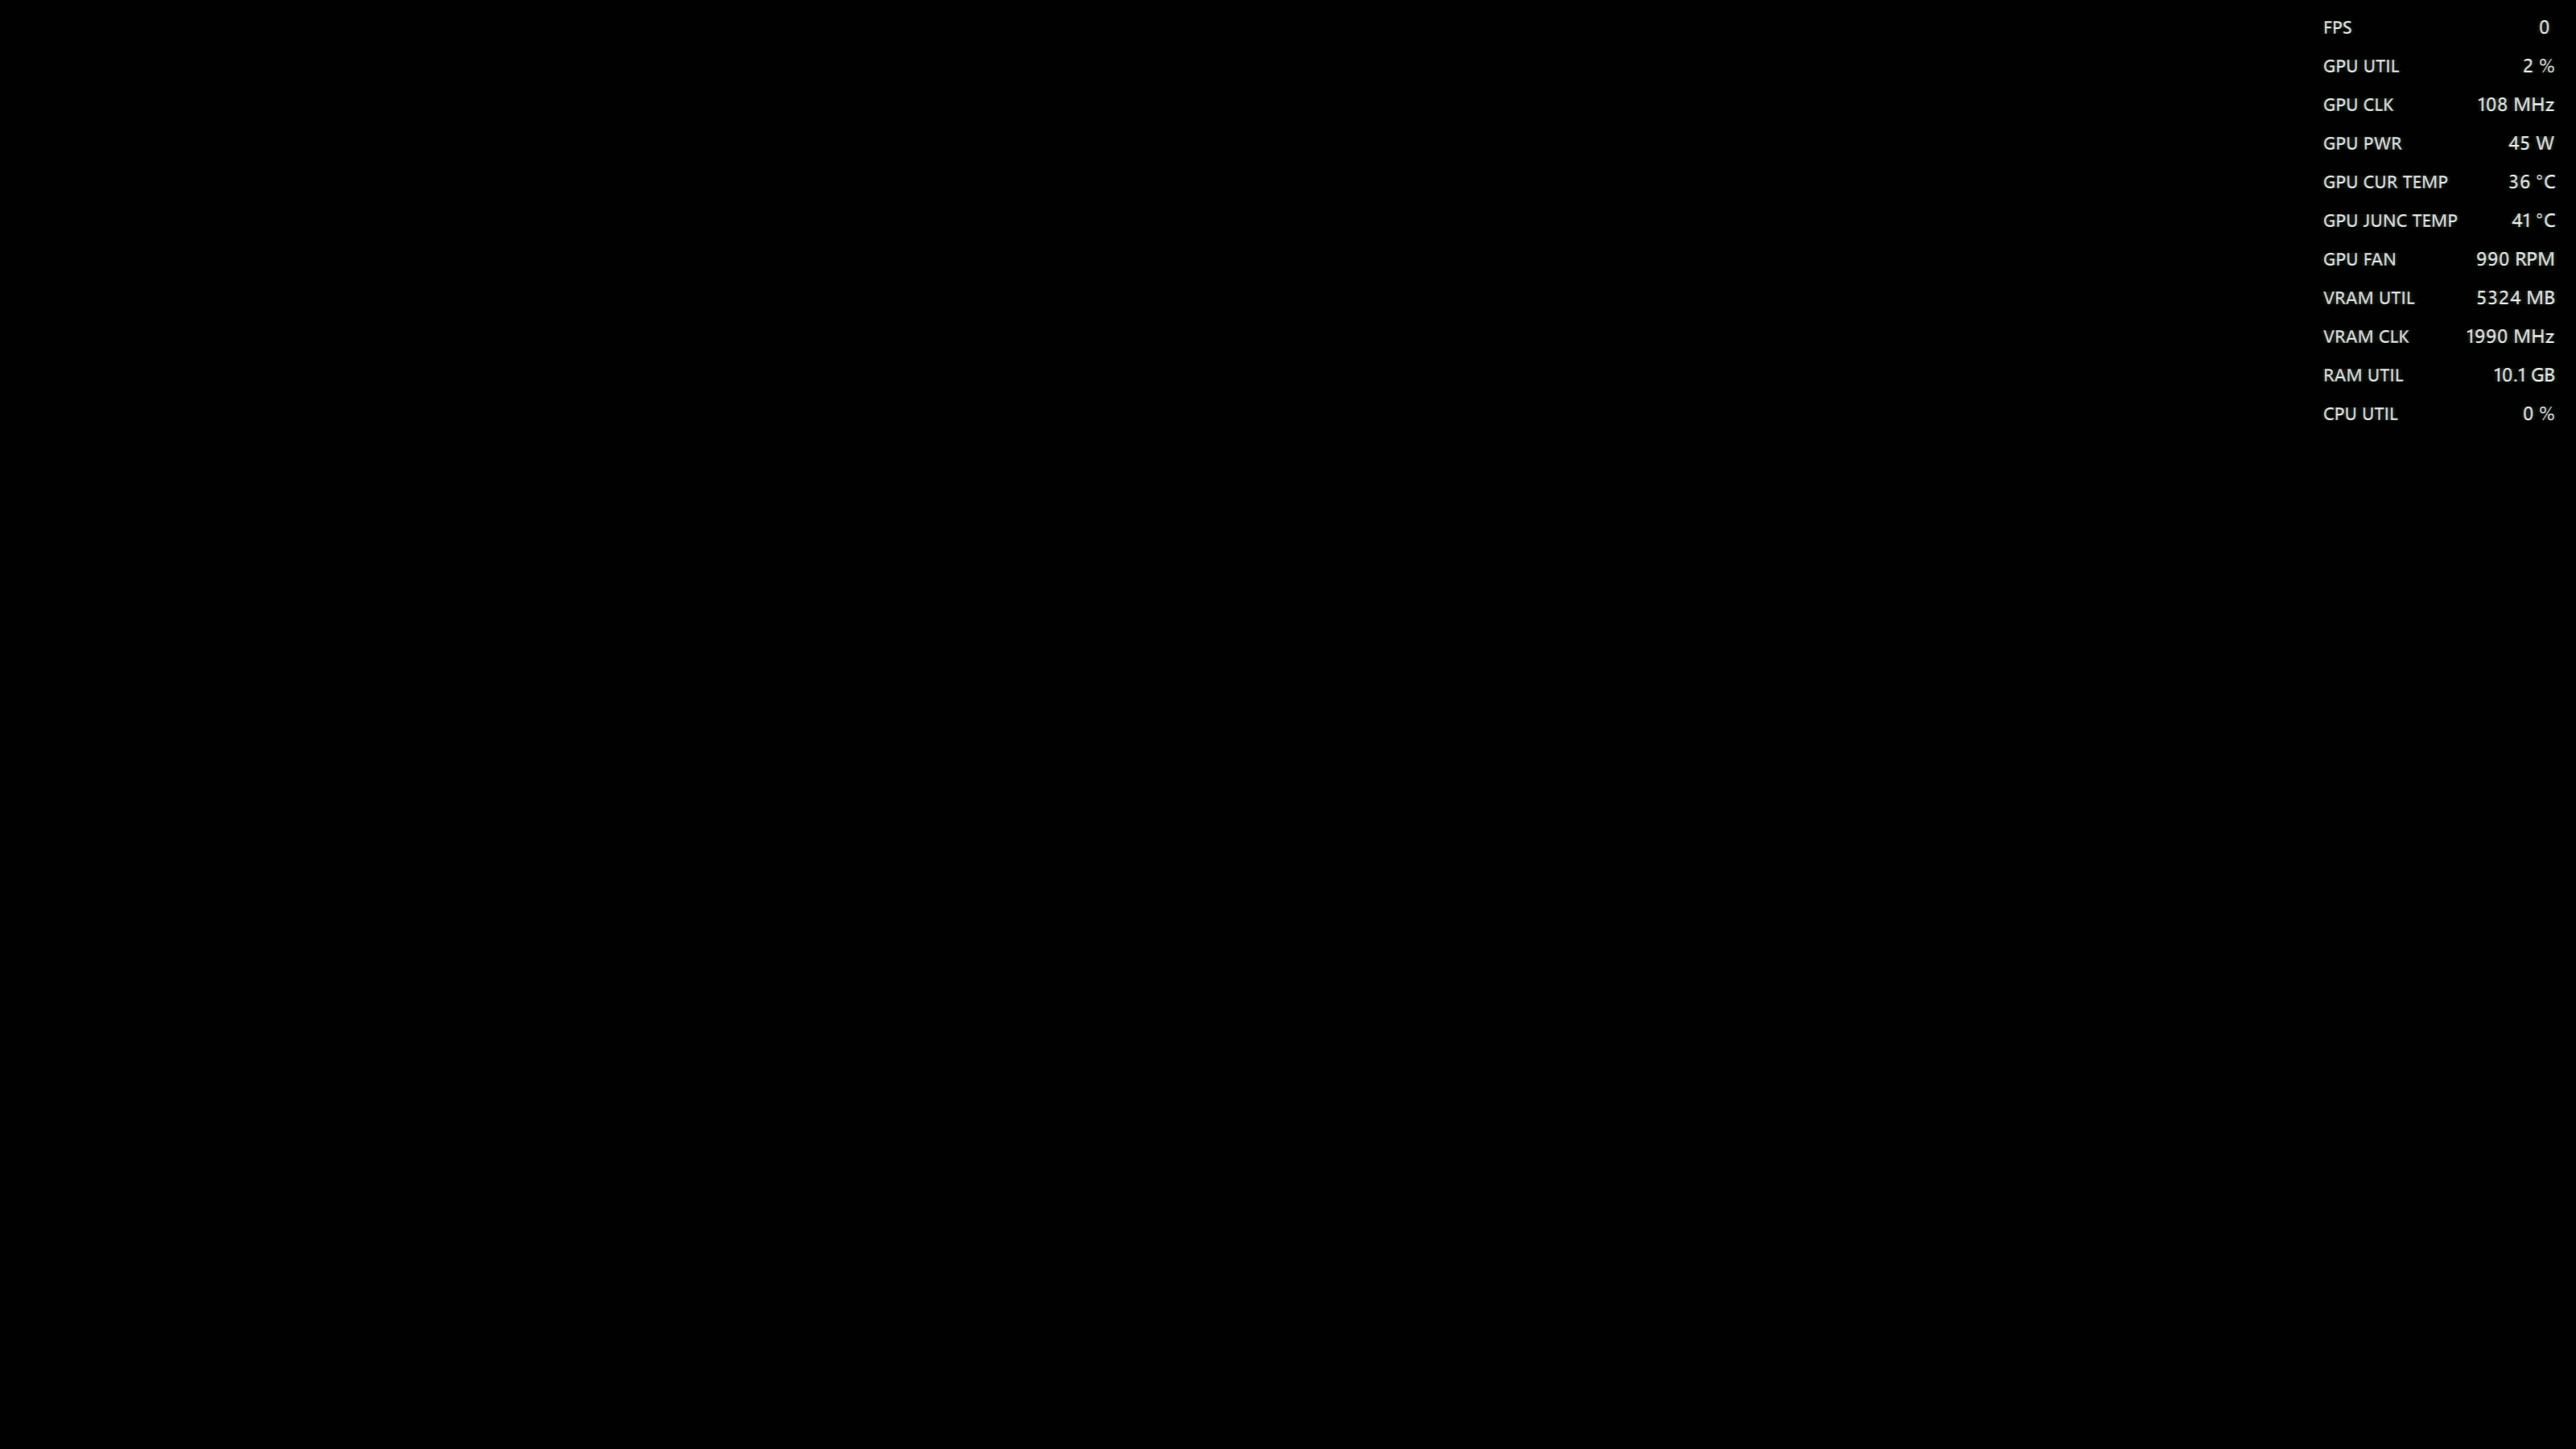 FPS 0
GPU UTIL 2 %
GPU CLK 108 MHz
GPU PWR 45 W
GPU CUR TEMP 36 °C
GPU JUNC TEMP 41 °C
GPU FAN 990 RPM
VRAM UTIL 5324 MB
VRAM CLK 1990 MHz
RAM UTIL 10.1 GB
CPU UTIL 0 %